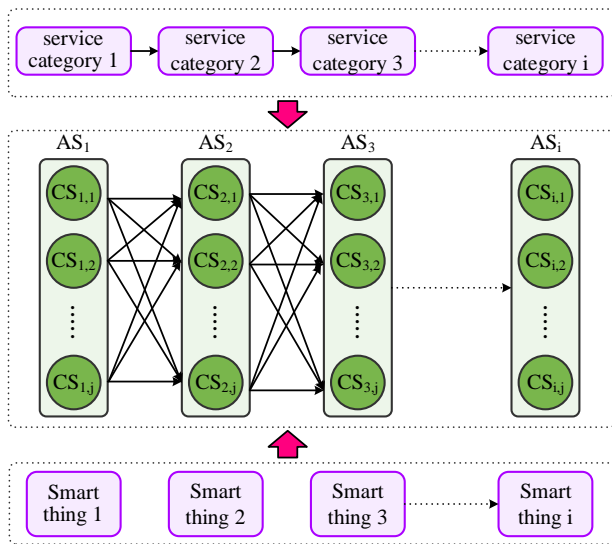 service service service service
category 1 category 2 category 3 category i
AS1 AS2 AS3 ASi
CS1,1 CS2,1 CS3,1 CSi,1
CS1,2 CS2,2 CS3,2 CSi,2
CS1,j CS2,j CS3,j CSi,j
Smart Smart Smart Smart
thing 1 thing 2 thing 3 thing i